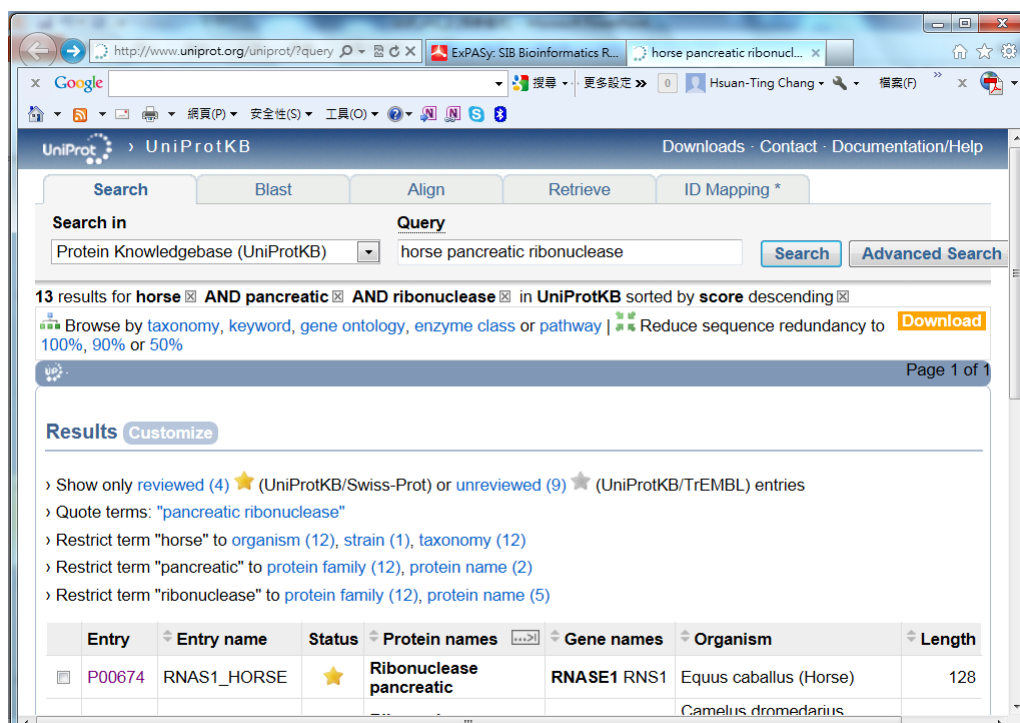 http://www.uniprot.org/uniprot/?query
ExPASy: SIB Bioinformatics R...
horse pancreatic ribonucl... ×
x Google
搜尋
更多設定 »
0
Hsuan-Ting Chang
檔案(F)
»
x
網頁(P)
安全性(S)
工具(O)
UniProt › UniProtKB
Downloads · Contact · Documentation/Help
Search
Blast
Align
Retrieve
ID Mapping *
Search in
Query
Protein Knowledgebase (UniProtKB)
horse pancreatic ribonuclease
Search
Advanced Search
13 results for horse AND pancreatic AND ribonuclease in UniProtKB sorted by score descending
Browse by taxonomy, keyword, gene ontology, enzyme class or pathway | Reduce sequence redundancy to
100%, 90% or 50%
Download
Page 1 of 1
Results Customize
› Show only reviewed (4) (UniProtKB/Swiss-Prot) or unreviewed (9) (UniProtKB/TrEMBL) entries
› Quote terms: "pancreatic ribonuclease"
› Restrict term "horse" to organism (12), strain (1), taxonomy (12)
› Restrict term "pancreatic" to protein family (12), protein name (2)
› Restrict term "ribonuclease" to protein family (12), protein name (5)
Entry Entry name Status Protein names Gene names Organism Length
P00674 RNAS1_HORSE Ribonuclease pancreatic RNASE1 RNS1 Equus caballus (Horse) 128
Camelus dromedarius